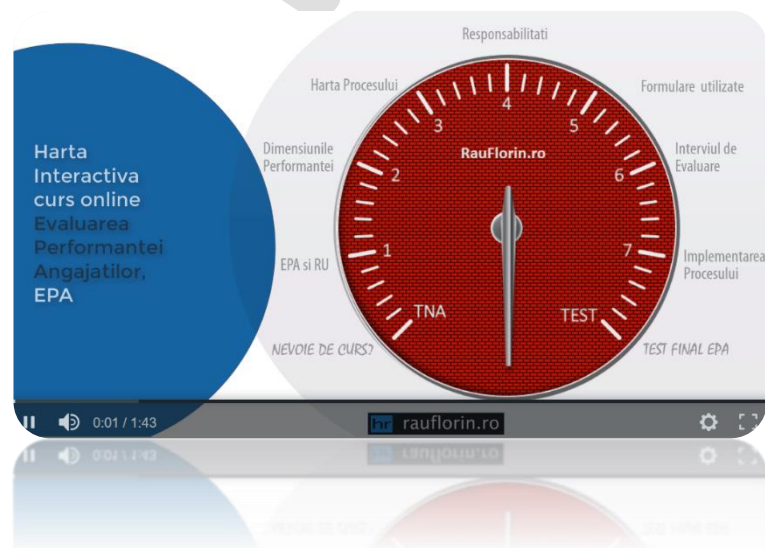 Harta
Interactiva
curs online
Evaluarea
Performantei
Angajatilor,
EPA
Responsabilitati
Harta Procesului
Formulare utilizate
Dimensiunile
Performantei
Interviul de
Evaluare
EPA si RU
Implementarea
Procesului
NEVOIE DE CURS?
TEST FINAL EPA
4
3
5
RauFlorin.ro
2
6
1
7
TNA
TEST
0:01 / 1:43
hr rauflorin.ro